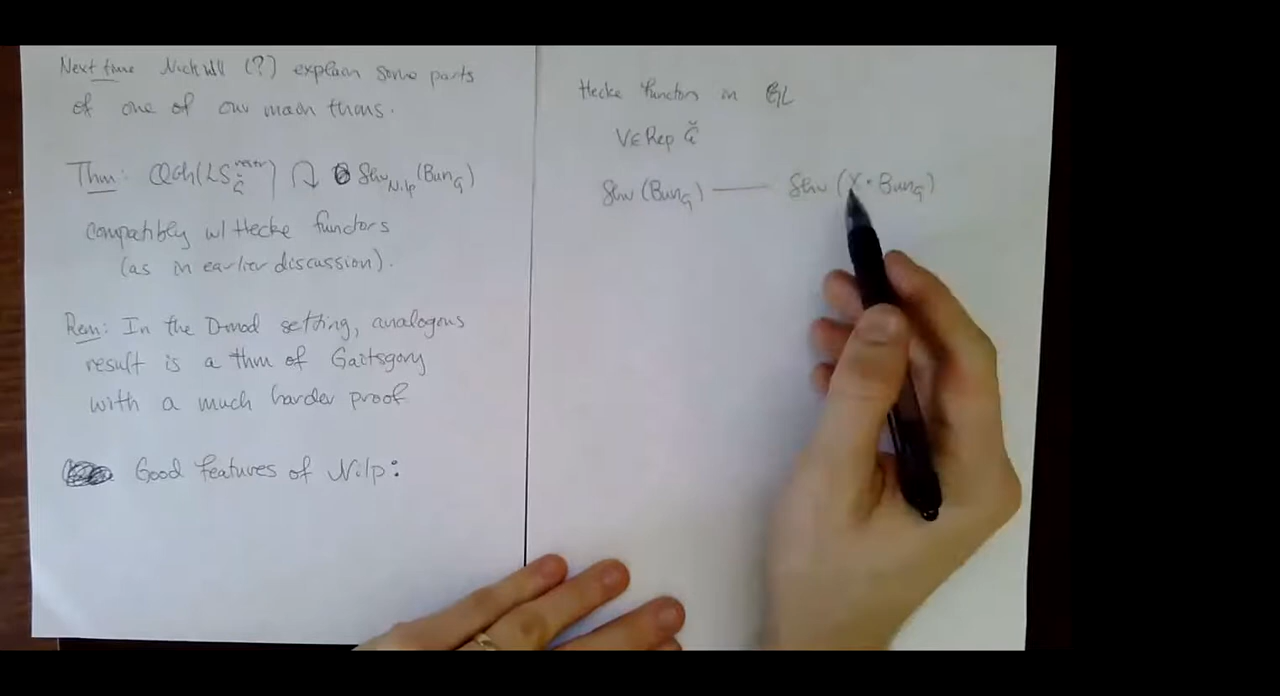 Next time Nick will (?) explain some parts
of one of our main thms.
Thm: QCoh(LS_Ǧ^restr) ↷ Shv_Nilp(Bun_G)
compatibly w/ Hecke functors
(as in earlier discussion).
Rem: In the D-mod setting, analogous
result is a thm of Gaitsgory
with a much harder proof
Good features of Nilp:
Hecke functors in GL
V∈Rep Ǧ
Shv(Bun_G) — Shv(X × Bun_G)